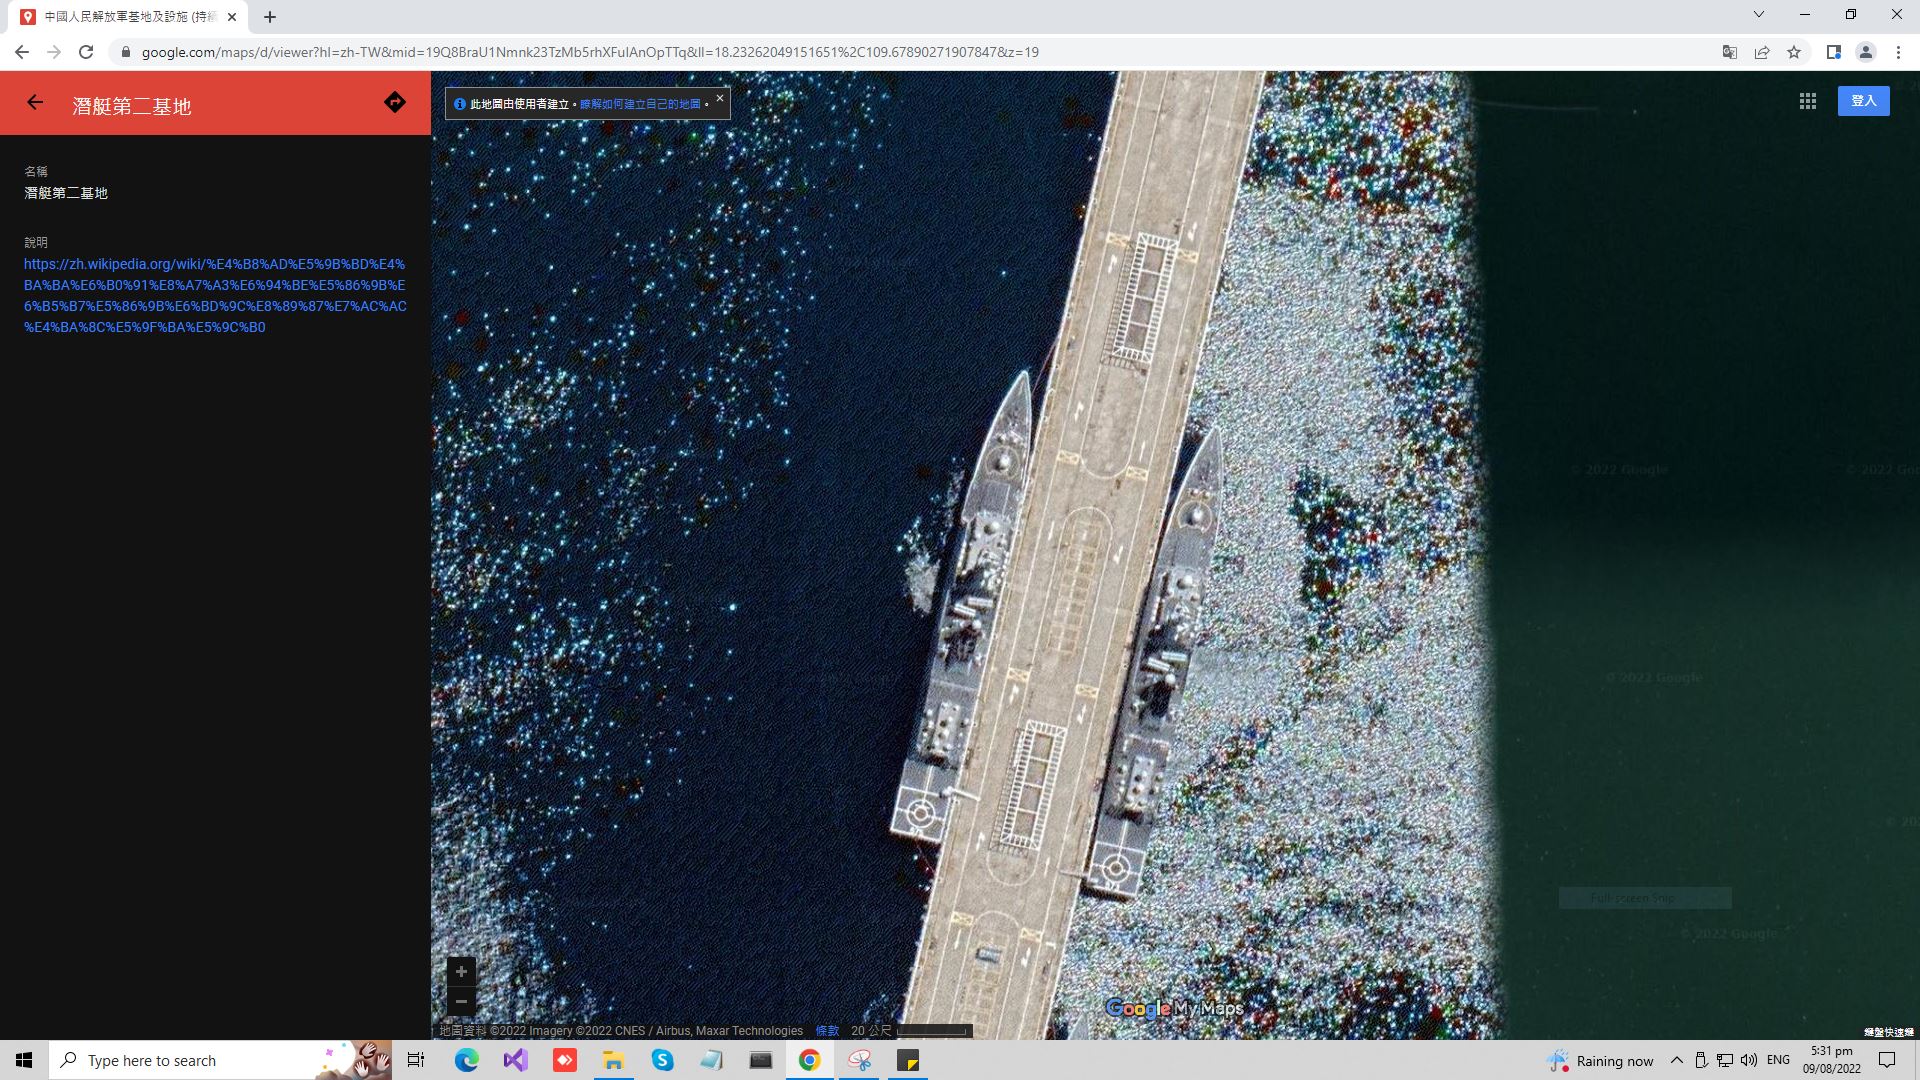 中國人民解放軍基地及設施 (持續
google.com/maps/d/viewer?hl=zh-TW&mid=19Q8BraU1Nmnk23TzMb5rhXFulAnOpTTq&ll=18.23262049151651%2C109.67890271907847&z=19
潛艇第二基地
此地圖由使用者建立。瞭解如何建立自己的地圖。
登入
名稱
潛艇第二基地
說明
https://zh.wikipedia.org/wiki/%E4%B8%AD%E5%9B%BD%E4%
BA%BA%E6%B0%91%E8%A7%A3%E6%94%BE%E5%86%9B%E
6%B5%B7%E5%86%9B%E6%BD%9C%E8%89%87%E7%AC%AC
%E4%BA%8C%E5%9F%BA%E5%9C%B0
© 2022 Google
© 2022 Goo
© 2022 Google
Full-screen Snip
© 2022 Google
Google My Maps
地圖資料 ©2022 Imagery ©2022 CNES / Airbus, Maxar Technologies 條款 20 公尺
鍵盤快速鍵
Type here to search
Raining now
ENG
5:31 pm
09/08/2022